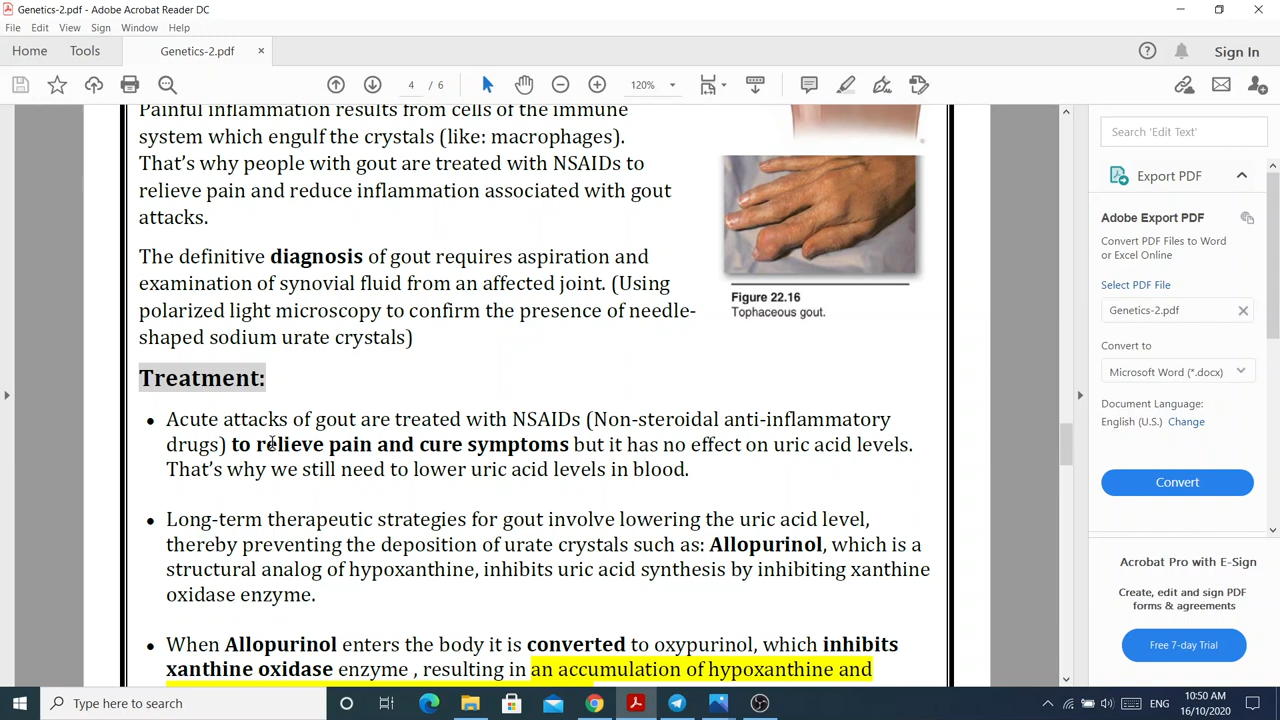 Genetics-2.pdf - Adobe Acrobat Reader DC
File Edit View Sign Window Help
Home Tools Genetics-2.pdf × Sign In
4 / 6 120%
Painful inflammation results from cells of the immune
system which engulf the crystals (like: macrophages).
That’s why people with gout are treated with NSAIDs to
relieve pain and reduce inflammation associated with gout
attacks.
The definitive diagnosis of gout requires aspiration and
examination of synovial fluid from an affected joint. (Using
polarized light microscopy to confirm the presence of needle-
shaped sodium urate crystals)
Figure 22.16
Tophaceous gout.
Treatment:
• Acute attacks of gout are treated with NSAIDs (Non-steroidal anti-inflammatory
drugs) to relieve pain and cure symptoms but it has no effect on uric acid levels.
That’s why we still need to lower uric acid levels in blood.
• Long-term therapeutic strategies for gout involve lowering the uric acid level,
thereby preventing the deposition of urate crystals such as: Allopurinol, which is a
structural analog of hypoxanthine, inhibits uric acid synthesis by inhibiting xanthine
oxidase enzyme.
• When Allopurinol enters the body it is converted to oxypurinol, which inhibits
xanthine oxidase enzyme , resulting in an accumulation of hypoxanthine and
Search 'Edit Text'
Export PDF
Adobe Export PDF
Convert PDF Files to Word
or Excel Online
Select PDF File
Genetics-2.pdf
Convert to
Microsoft Word (*.docx)
Document Language:
English (U.S.) Change
Convert
Acrobat Pro with E-Sign
Create, edit and sign PDF
forms & agreements
Free 7-day Trial
Type here to search
ENG
10:50 AM
16/10/2020